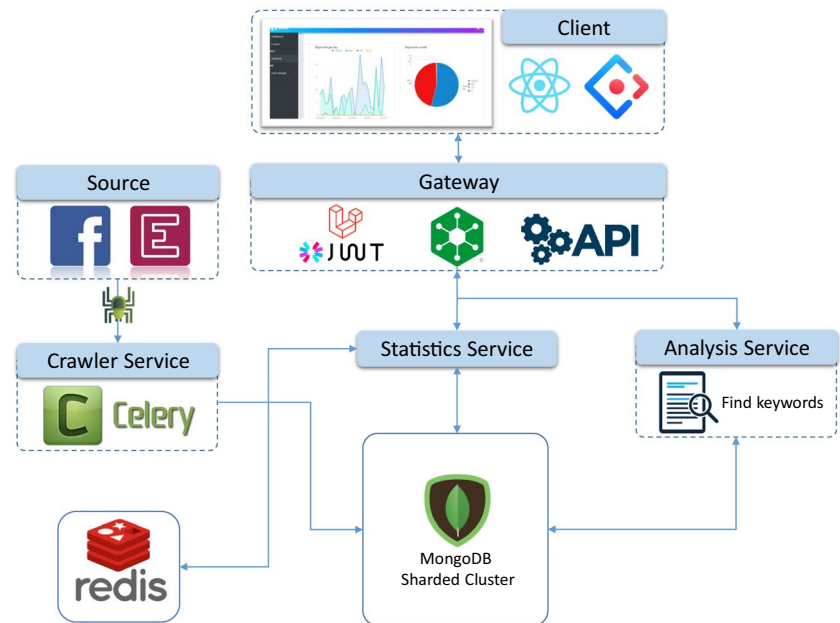 Client
Source
Gateway
f
E
JWT
API
Crawler Service
Statistics Service
Analysis Service
C Celery
Find keywords
MongoDB
Sharded Cluster
redis